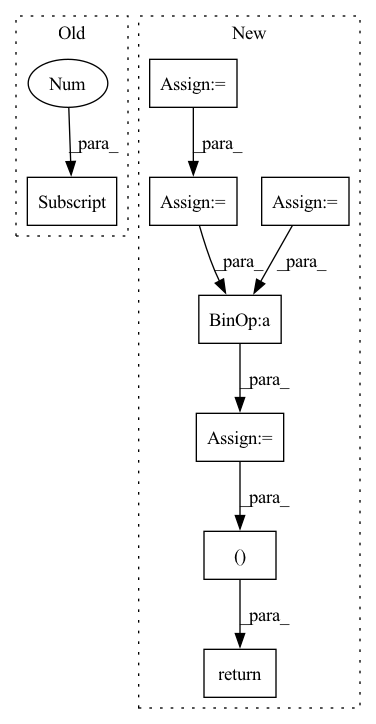 Old
New
Num
Assign:=
_para_
_para_
Subscript
Assign:=
Assign:=
_para_
_para_
BinOp:a
_para_
Assign:=
_para_
()
_para_
return